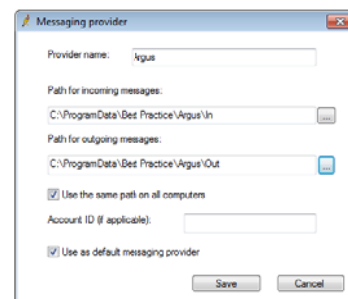 Messaging provider
Provider name:
Argus
Path for incoming messages:
C:\ProgramData\Best Practice\Argus\In
...
Path for outgoing messages:
C:\ProgramData\Best Practice\Argus\Out
...
Use the same path on all computers
Account ID (if applicable):
Use as default messaging provider
Save Cancel